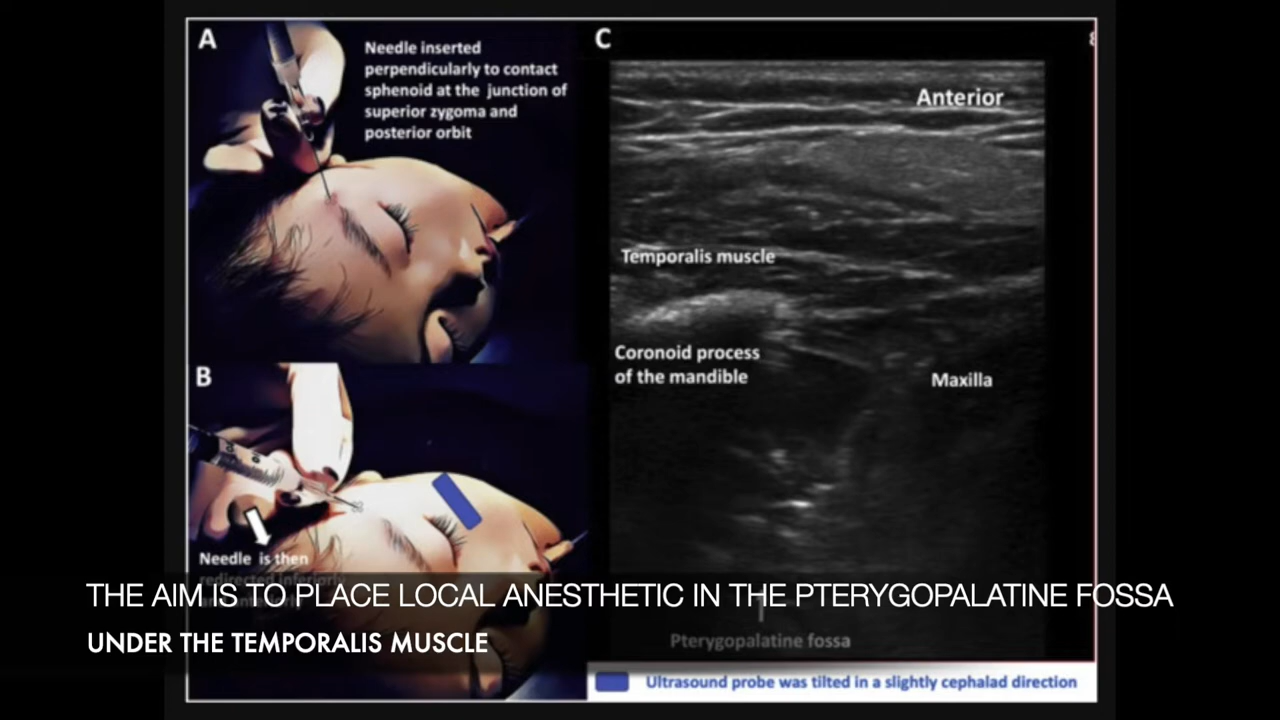 A
Needle inserted
perpendicularly to contact
sphenoid at the junction of
superior zygoma and
posterior orbit
B
Needle is then
redirected inferiorly
C
Anterior
Temporalis muscle
Coronoid process
of the mandible
Maxilla
Pterygopalatine fossa
Ultrasound probe was tilted in a slightly cephalad direction
THE AIM IS TO PLACE LOCAL ANESTHETIC IN THE PTERYGOPALATINE FOSSA
UNDER THE TEMPORALIS MUSCLE